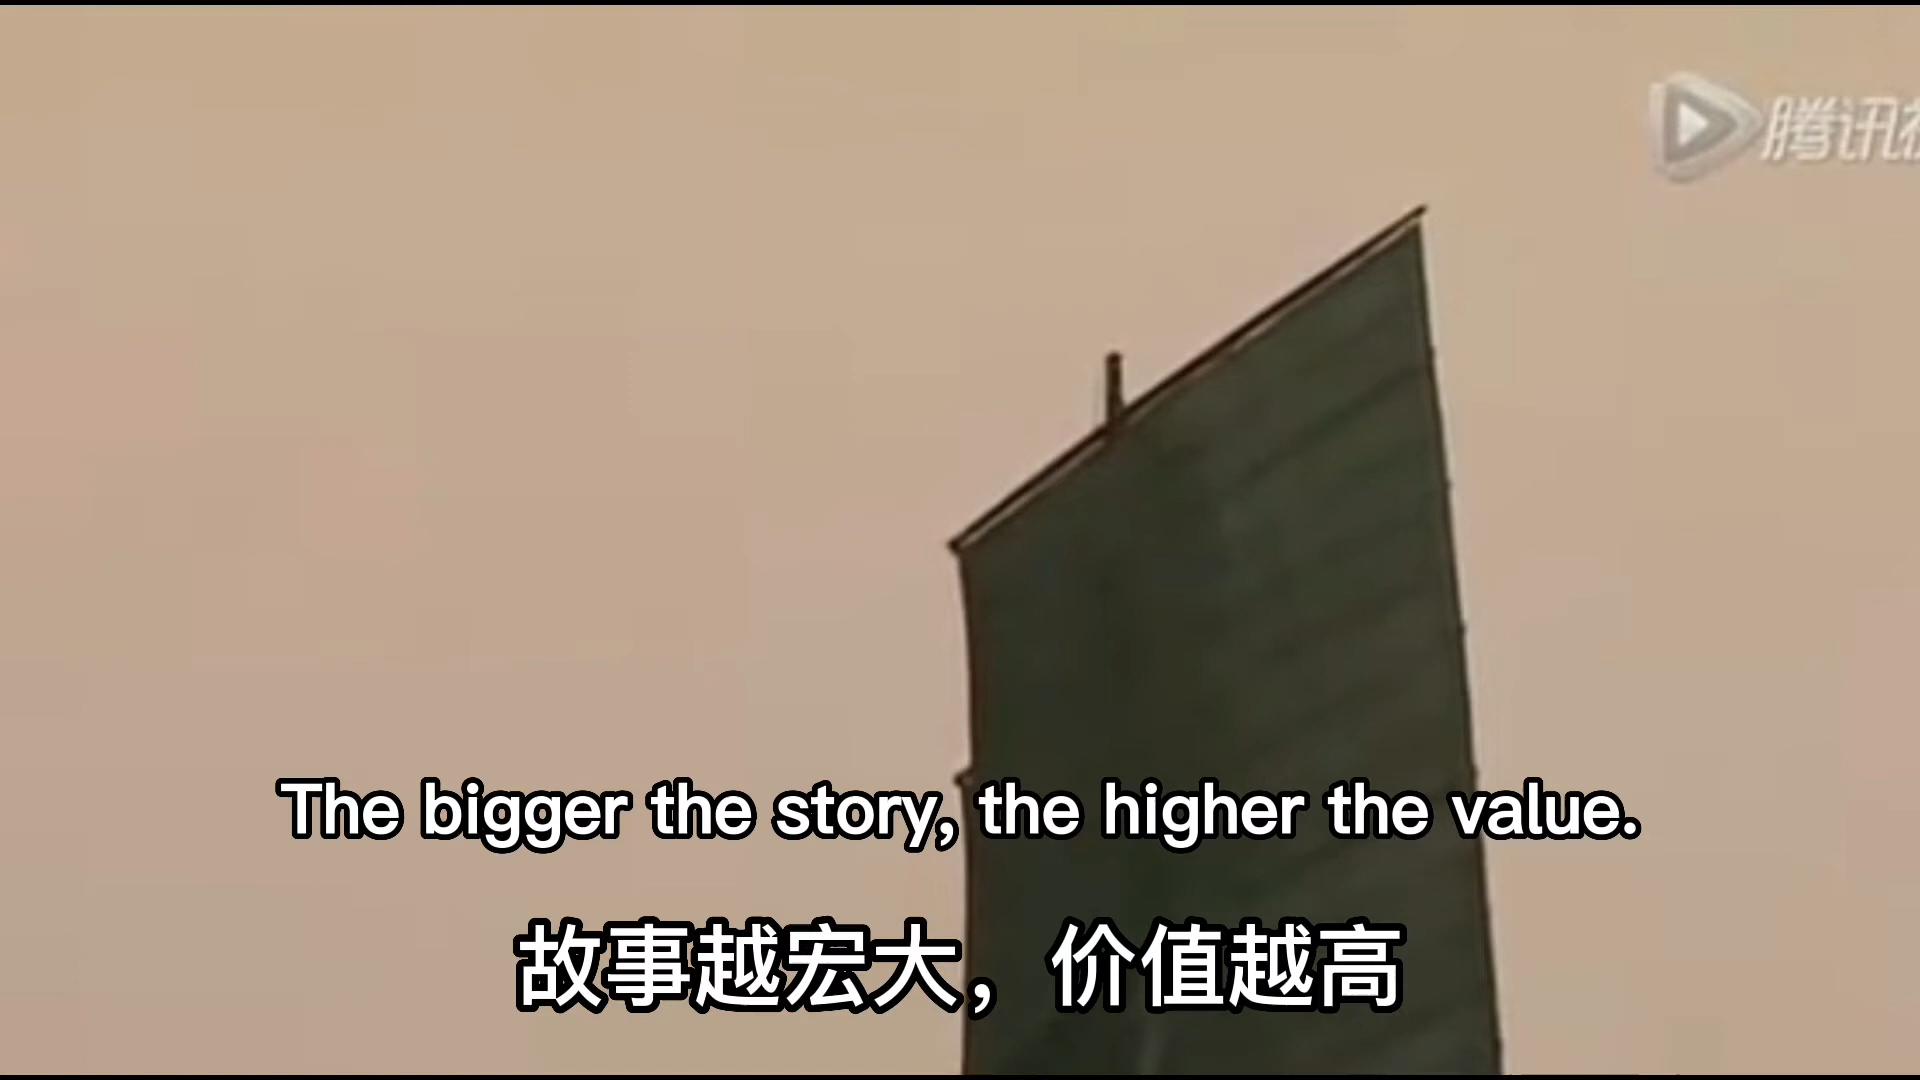 腾讯
The bigger the story, the higher the value.
故事越宏大，价值越高